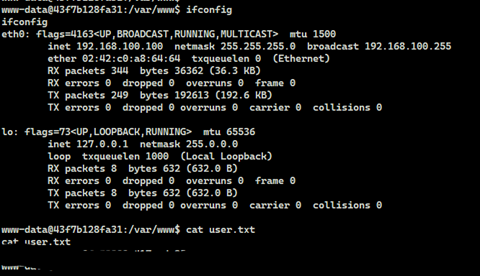 www-data@43f7b128fa31:/var/www$ ifconfig
ifconfig
eth0: flags=4163<UP,BROADCAST,RUNNING,MULTICAST>  mtu 1500
        inet 192.168.100.100  netmask 255.255.255.0  broadcast 192.168.100.255
        ether 02:42:c0:a8:64:64  txqueuelen 0  (Ethernet)
        RX packets 344  bytes 36362 (36.3 KB)
        RX errors 0  dropped 0  overruns 0  frame 0
        TX packets 249  bytes 192613 (192.6 KB)
        TX errors 0  dropped 0 overruns 0  carrier 0  collisions 0
lo: flags=73<UP,LOOPBACK,RUNNING>  mtu 65536
        inet 127.0.0.1  netmask 255.0.0.0
        loop  txqueuelen 1000  (Local Loopback)
        RX packets 8  bytes 632 (632.0 B)
        RX errors 0  dropped 0  overruns 0  frame 0
        TX packets 8  bytes 632 (632.0 B)
        TX errors 0  dropped 0 overruns 0  carrier 0  collisions 0
www-data@43f7b128fa31:/var/www$ cat user.txt
cat user.txt